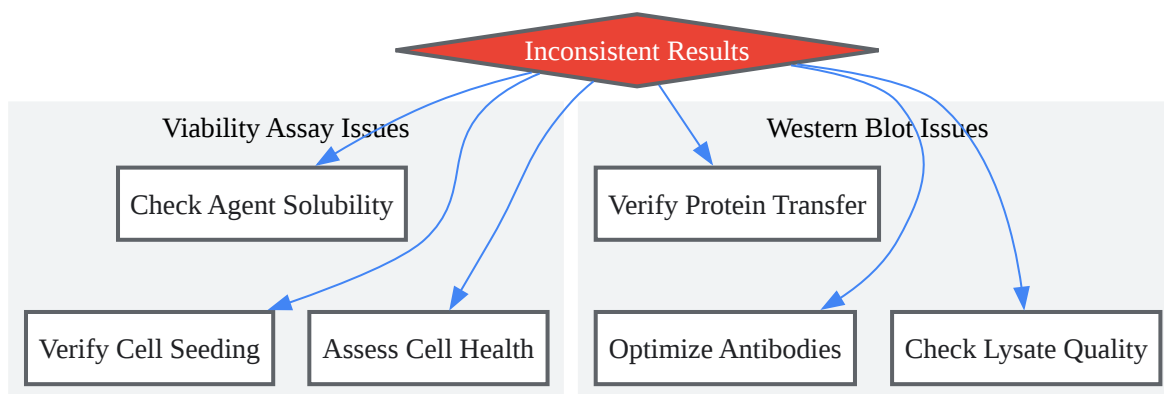 Inconsistent Results
Viability Assay Issues
Western Blot Issues
Check Agent Solubility
Verify Protein Transfer
Verify Cell Seeding
Assess Cell Health
Optimize Antibodies
Check Lysate Quality